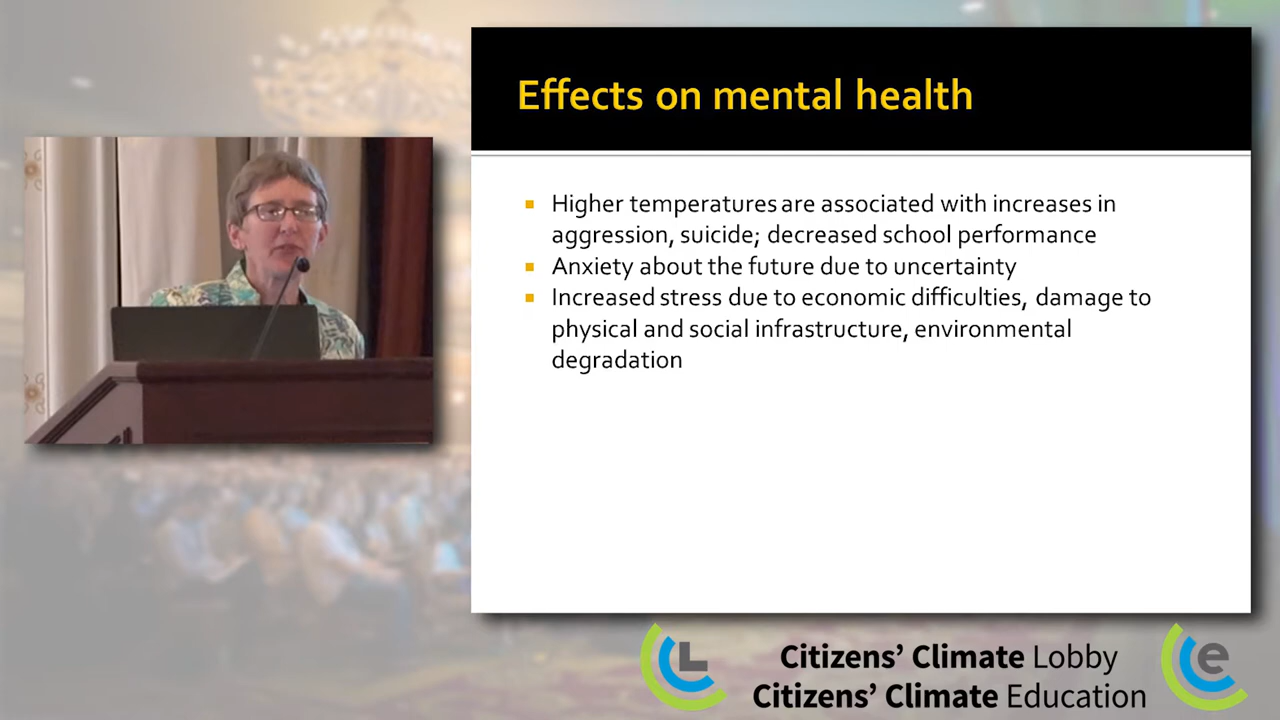 Effects on mental health
Higher temperatures are associated with increases in
aggression, suicide; decreased school performance
Anxiety about the future due to uncertainty
Increased stress due to economic difficulties, damage to
physical and social infrastructure, environmental
degradation
L
Citizens’ Climate Lobby
Citizens’ Climate Education
e